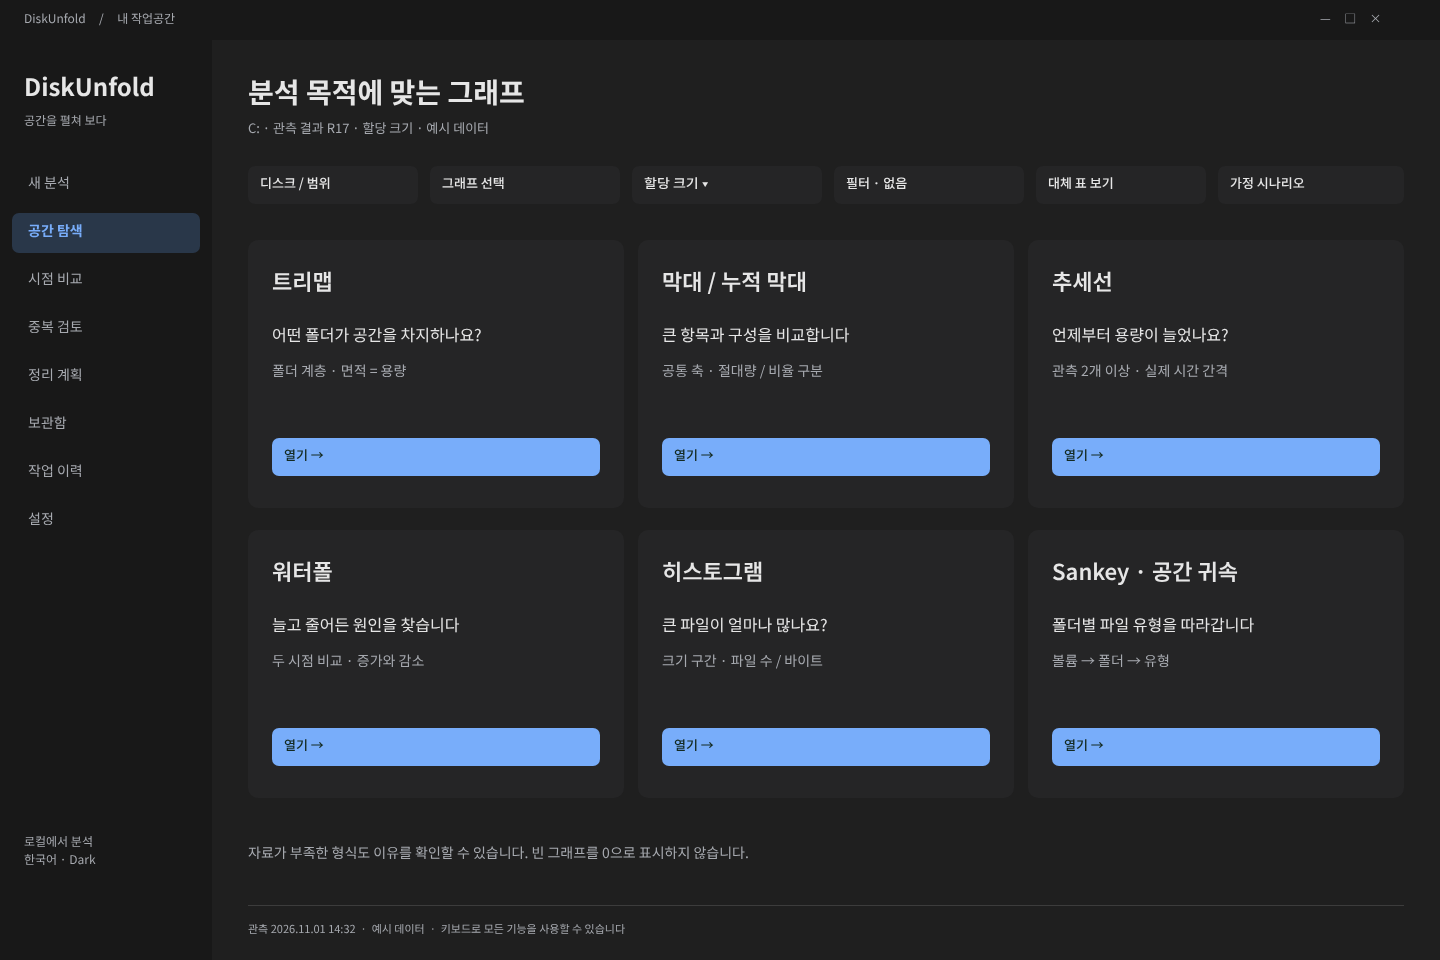 DiskUnfold / 내 작업공간
DiskUnfold
공간을 펼쳐 보다
새 분석
공간 탐색
시점 비교
중복 검토
정리 계획
보관함
작업 이력
설정
로컬에서 분석
한국어 · Dark
분석 목적에 맞는 그래프
C: · 관측 결과 R17 · 할당 크기 · 예시 데이터
디스크 / 범위
그래프 선택
할당 크기 ▾
필터 · 없음
대체 표 보기
가정 시나리오
트리맵
어떤 폴더가 공간을 차지하나요?
폴더 계층 · 면적 = 용량
열기 →
막대 / 누적 막대
큰 항목과 구성을 비교합니다
공통 축 · 절대량 / 비율 구분
열기 →
추세선
언제부터 용량이 늘었나요?
관측 2개 이상 · 실제 시간 간격
열기 →
워터폴
늘고 줄어든 원인을 찾습니다
두 시점 비교 · 증가와 감소
열기 →
히스토그램
큰 파일이 얼마나 많나요?
크기 구간 · 파일 수 / 바이트
열기 →
Sankey · 공간 귀속
폴더별 파일 유형을 따라갑니다
볼륨 → 폴더 → 유형
열기 →
자료가 부족한 형식도 이유를 확인할 수 있습니다. 빈 그래프를 0으로 표시하지 않습니다.
관측 2026.11.01 14:32 · 예시 데이터 · 키보드로 모든 기능을 사용할 수 있습니다